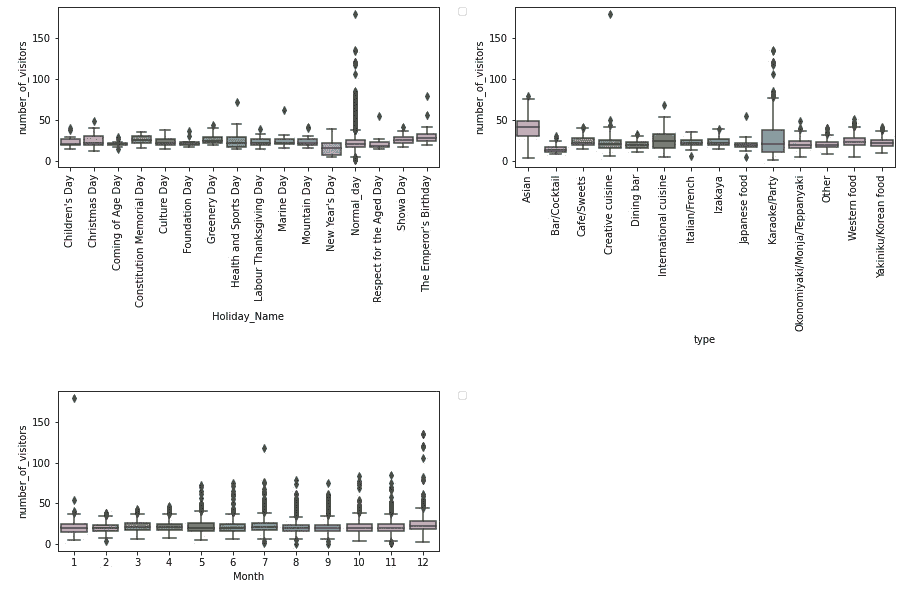 number_of_visitors
150
100
50
0
Children's Day
Christmas Day
Coming of Age Day
Constitution Memorial Day
Culture Day
Foundation Day
Greenery Day
Health and Sports Day
Labour Thanksgiving Day
Marine Day
Mountain Day
New Year's Day
Normal_day
Respect for the Aged Day
Showa Day
The Emperor's Birthday
Holiday_Name
number_of_visitors
150
100
50
0
Asian
Bar/Cocktail
Cafe/Sweets
Creative cuisine
Dining bar
International cuisine
Italian/French
Izakaya
Japanese food
Karaoke/Party
Okonomiyaki/Monja/Teppanyaki
Other
Western food
Yakiniku/Korean food
type
number_of_visitors
150
100
50
0
1 2 3 4 5 6 7 8 9 10 11 12
Month